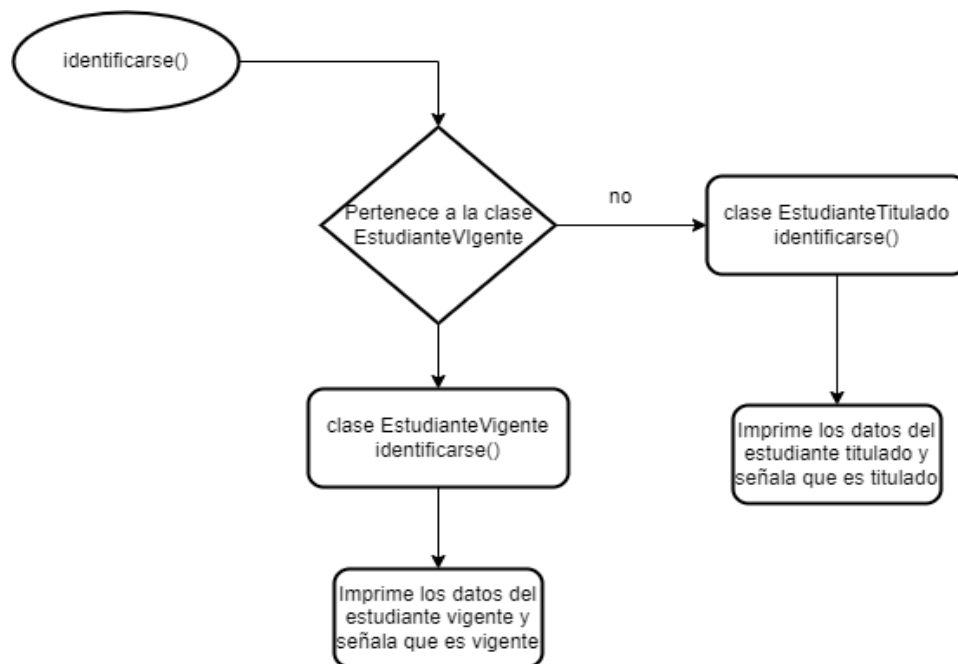 identificarse()
Pertenece a la clase
EstudianteVIgente
no
clase EstudianteTitulado
identificarse()
clase EstudianteVigente
identificarse()
Imprime los datos del
estudiante titulado y
señala que es titulado
Imprime los datos del
estudiante vigente y
señala que es vigente